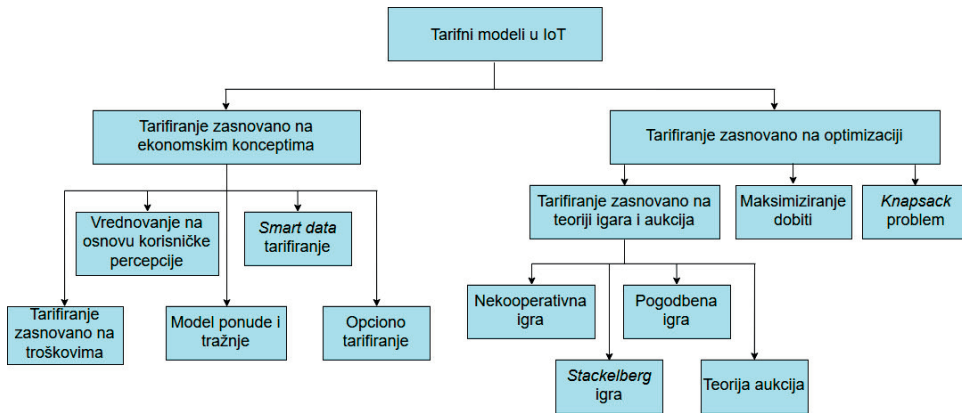 Tarifni modeli u IoT
Tarifiranje zasnovano na
ekonomskim konceptima
Tarifiranje zasnovano na optimizaciji
Vrednovanje na
osnovu korisničke
percepcije
Smart data
tarifiranje
Tarifiranje zasnovano na
teoriji igara i aukcija
Maksimiziranje
dobiti
Knapsack
problem
Tarifiranje
zasnovano na
troškovima
Model ponude i
tražnje
Opciono
tarifiranje
Nekooperativna
igra
Pogodbena
igra
Stackelberg
igra
Teorija aukcija